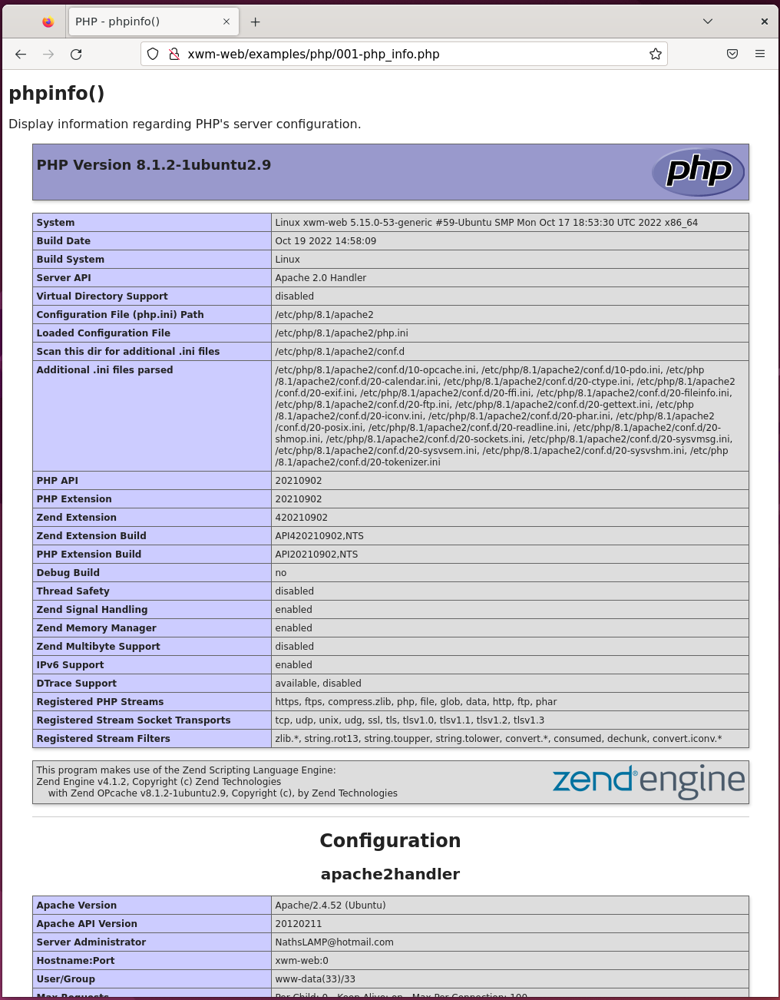 PHP - phpinfo()
xwm-web/examples/php/001-php_info.php
phpinfo()
Display information regarding PHP's server configuration.
PHP Version 8.1.2-1ubuntu2.9
php
System Linux xwm-web 5.15.0-53-generic #59-Ubuntu SMP Mon Oct 17 18:53:30 UTC 2022 x86_64
Build Date Oct 19 2022 14:58:09
Build System Linux
Server API Apache 2.0 Handler
Virtual Directory Support disabled
Configuration File (php.ini) Path /etc/php/8.1/apache2
Loaded Configuration File /etc/php/8.1/apache2/php.ini
Scan this dir for additional .ini files /etc/php/8.1/apache2/conf.d
Additional .ini files parsed /etc/php/8.1/apache2/conf.d/10-opcache.ini, /etc/php/8.1/apache2/conf.d/10-pdo.ini, /etc/php
/8.1/apache2/conf.d/20-calendar.ini, /etc/php/8.1/apache2/conf.d/20-ctype.ini, /etc/php/8.1/apache2
/conf.d/20-exif.ini, /etc/php/8.1/apache2/conf.d/20-ffi.ini, /etc/php/8.1/apache2/conf.d/20-fileinfo.ini,
/etc/php/8.1/apache2/conf.d/20-ftp.ini, /etc/php/8.1/apache2/conf.d/20-gettext.ini, /etc/php
/8.1/apache2/conf.d/20-iconv.ini, /etc/php/8.1/apache2/conf.d/20-phar.ini, /etc/php/8.1/apache2
/conf.d/20-posix.ini, /etc/php/8.1/apache2/conf.d/20-readline.ini, /etc/php/8.1/apache2/conf.d/20-
shmop.ini, /etc/php/8.1/apache2/conf.d/20-sockets.ini, /etc/php/8.1/apache2/conf.d/20-sysvmsg.ini,
/etc/php/8.1/apache2/conf.d/20-sysvsem.ini, /etc/php/8.1/apache2/conf.d/20-sysvshm.ini, /etc/php
/8.1/apache2/conf.d/20-tokenizer.ini
PHP API 20210902
PHP Extension 20210902
Zend Extension 420210902
Zend Extension Build API420210902,NTS
PHP Extension Build API20210902,NTS
Debug Build no
Thread Safety disabled
Zend Signal Handling enabled
Zend Memory Manager enabled
Zend Multibyte Support disabled
IPv6 Support enabled
DTrace Support available, disabled
Registered PHP Streams https, ftps, compress.zlib, php, file, glob, data, http, ftp, phar
Registered Stream Socket Transports tcp, udp, unix, udg, ssl, tls, tlsv1.0, tlsv1.1, tlsv1.2, tlsv1.3
Registered Stream Filters zlib.*, string.rot13, string.toupper, string.tolower, convert.*, consumed, dechunk, convert.iconv.*
This program makes use of the Zend Scripting Language Engine:
Zend Engine v4.1.2, Copyright (c) Zend Technologies
with Zend OPcache v8.1.2-1ubuntu2.9, Copyright (c), by Zend Technologies
zend® engine
Configuration
apache2handler
Apache Version Apache/2.4.52 (Ubuntu)
Apache API Version 20120211
Server Administrator NathsLAMP@hotmail.com
Hostname:Port xwm-web:0
User/Group www-data(33)/33
Max Requests Per Child: 0 - Keep Alive: on - Max Per Connection: 100